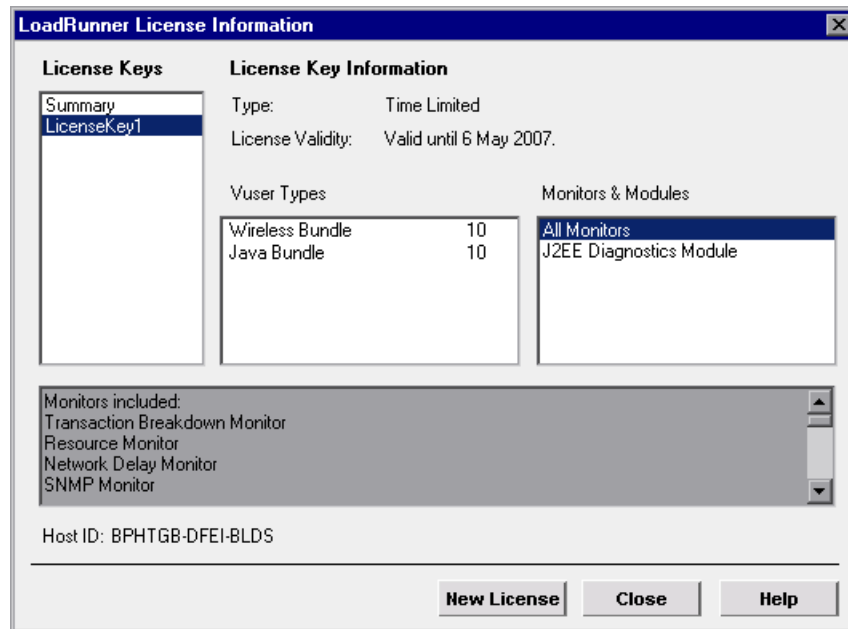 LoadRunner License Information
License Keys
Summary
LicenseKey1
License Key Information
Type: Time Limited
License Validity: Valid until 6 May 2007.
Vuser Types
Wireless Bundle 10
Java Bundle 10
Monitors & Modules
All Monitors
J2EE Diagnostics Module
Monitors included:
Transaction Breakdown Monitor
Resource Monitor
Network Delay Monitor
SNMP Monitor
Host ID: BPHTGB-DFEI-BLDS
New License Close Help